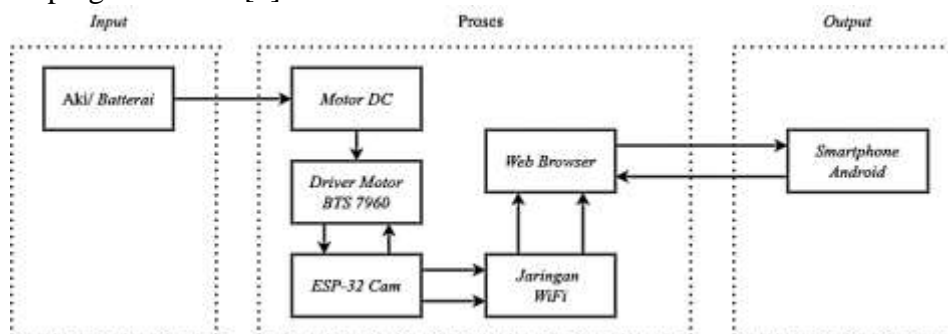 Input
Proses
Output
Aki/ Batterai
Motor DC
Driver Motor
BTS 7960
ESP-32 Cam
Web Browser
Jaringan
WiFi
Smartphone
Android